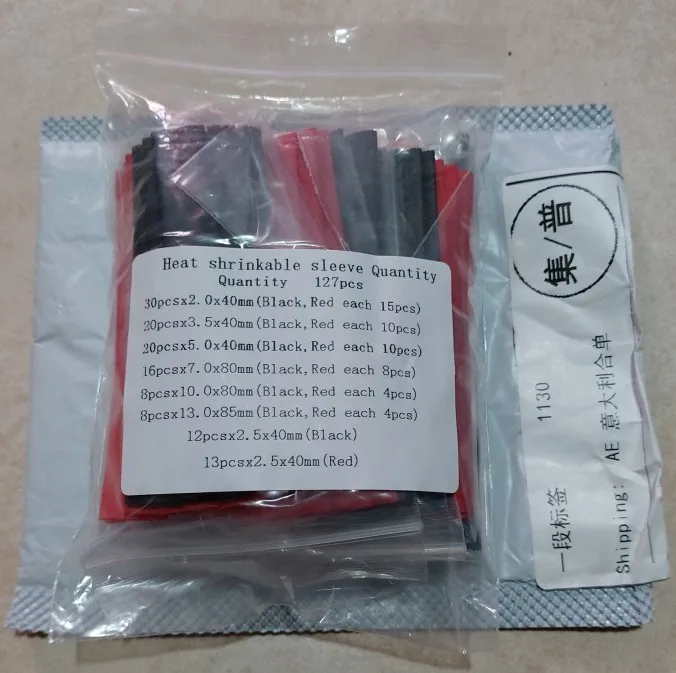 Heat shrinkable sleeve Quantity
Quantity 127pcs
30pcsx2.0x40mm(Black,Red each 15pcs)
20pcsx3.5x40mm(Black,Red each 10pcs)
20pcsx5.0x40mm(Black,Red each 10pcs)
16pcsx7.0x80mm(Black,Red each 8pcs)
8pcsx10.0x80mm(Black,Red each 4pcs)
8pcsx13.0x85mm(Black,Red each 4pcs)
12pcsx2.5x40mm(Black)
13pcsx2.5x40mm(Red)
集/普
一段标签 1130
Shipping: AE 意大利合单